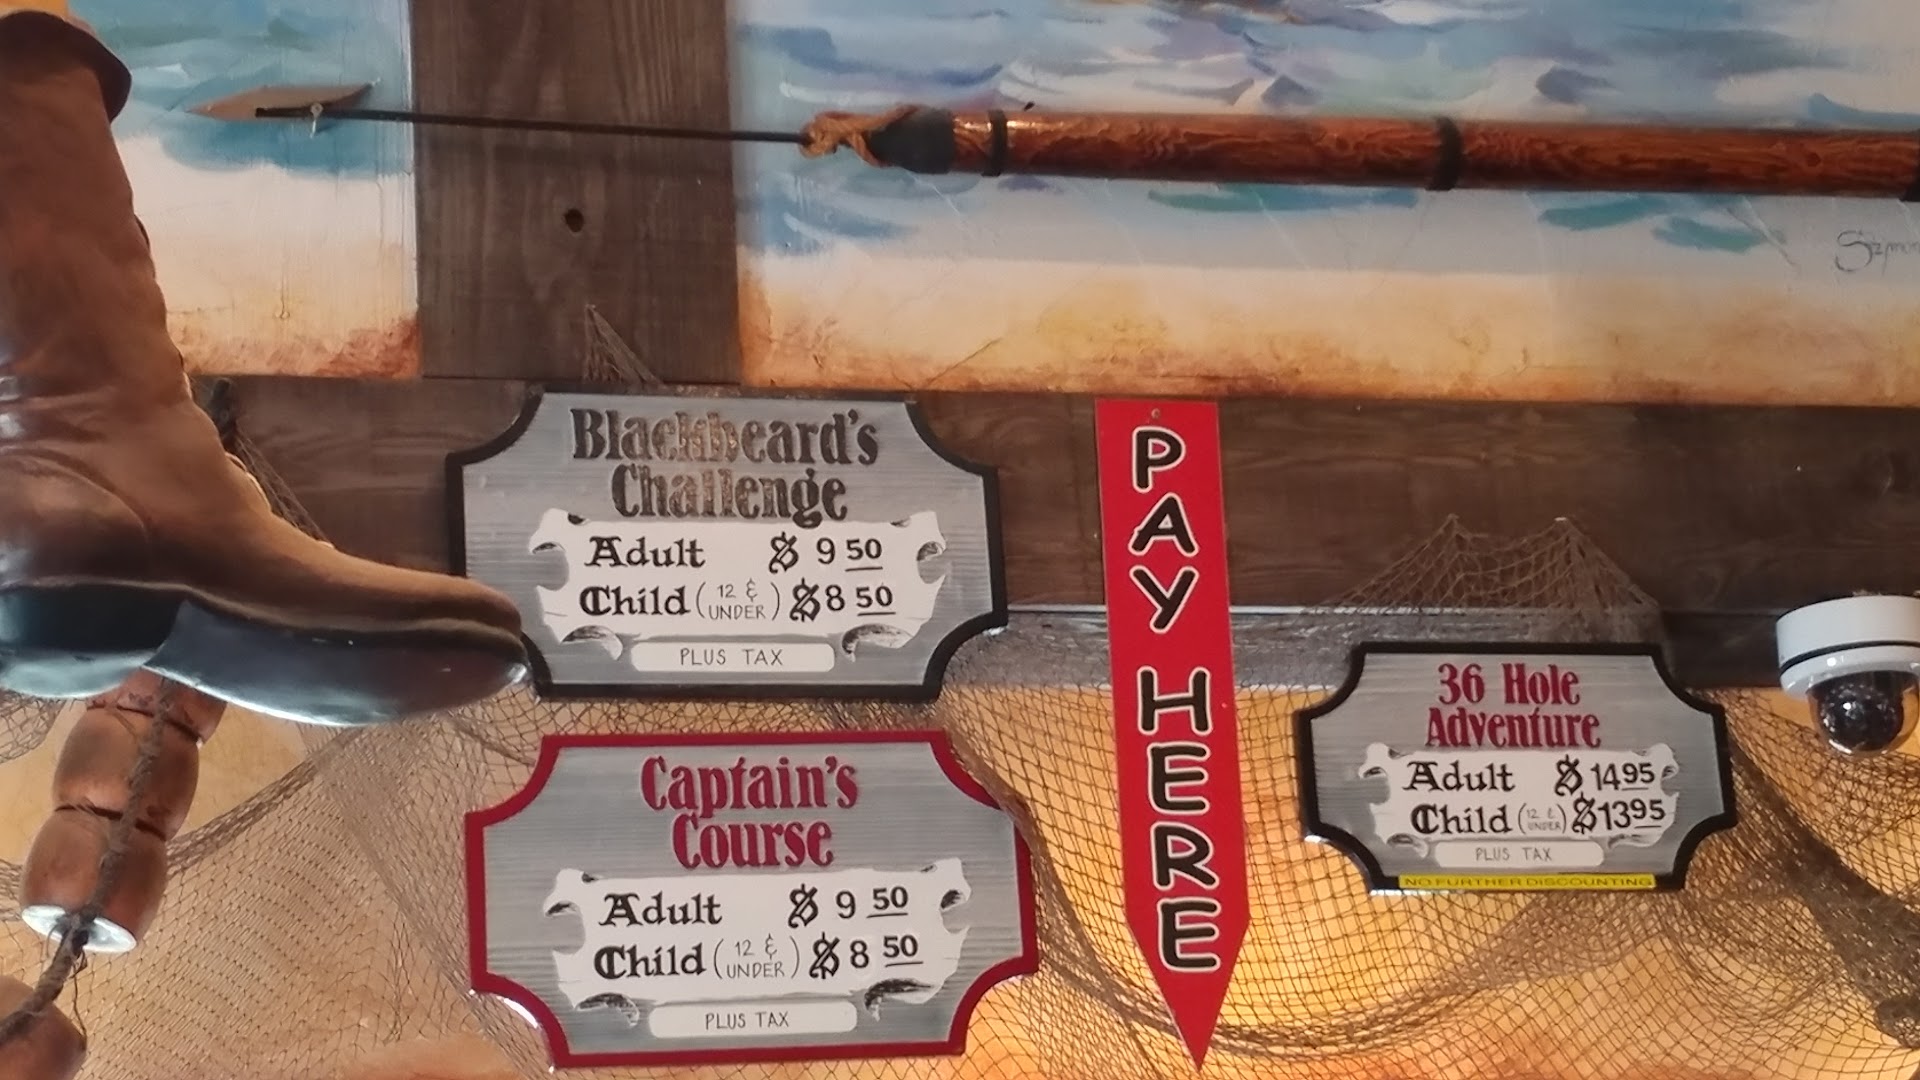 Blackbeard's
Challenge
Adult $ 9 50
Child (12 & UNDER) $8 50
PLUS TAX
Captain's
Course
Adult $ 9 50
Child (12 & UNDER) $8 50
PLUS TAX
PAY HERE
36 Hole
Adventure
Adult $ 14 95
Child (12 & UNDER) $13 95
PLUS TAX
NO FURTHER DISCOUNTING